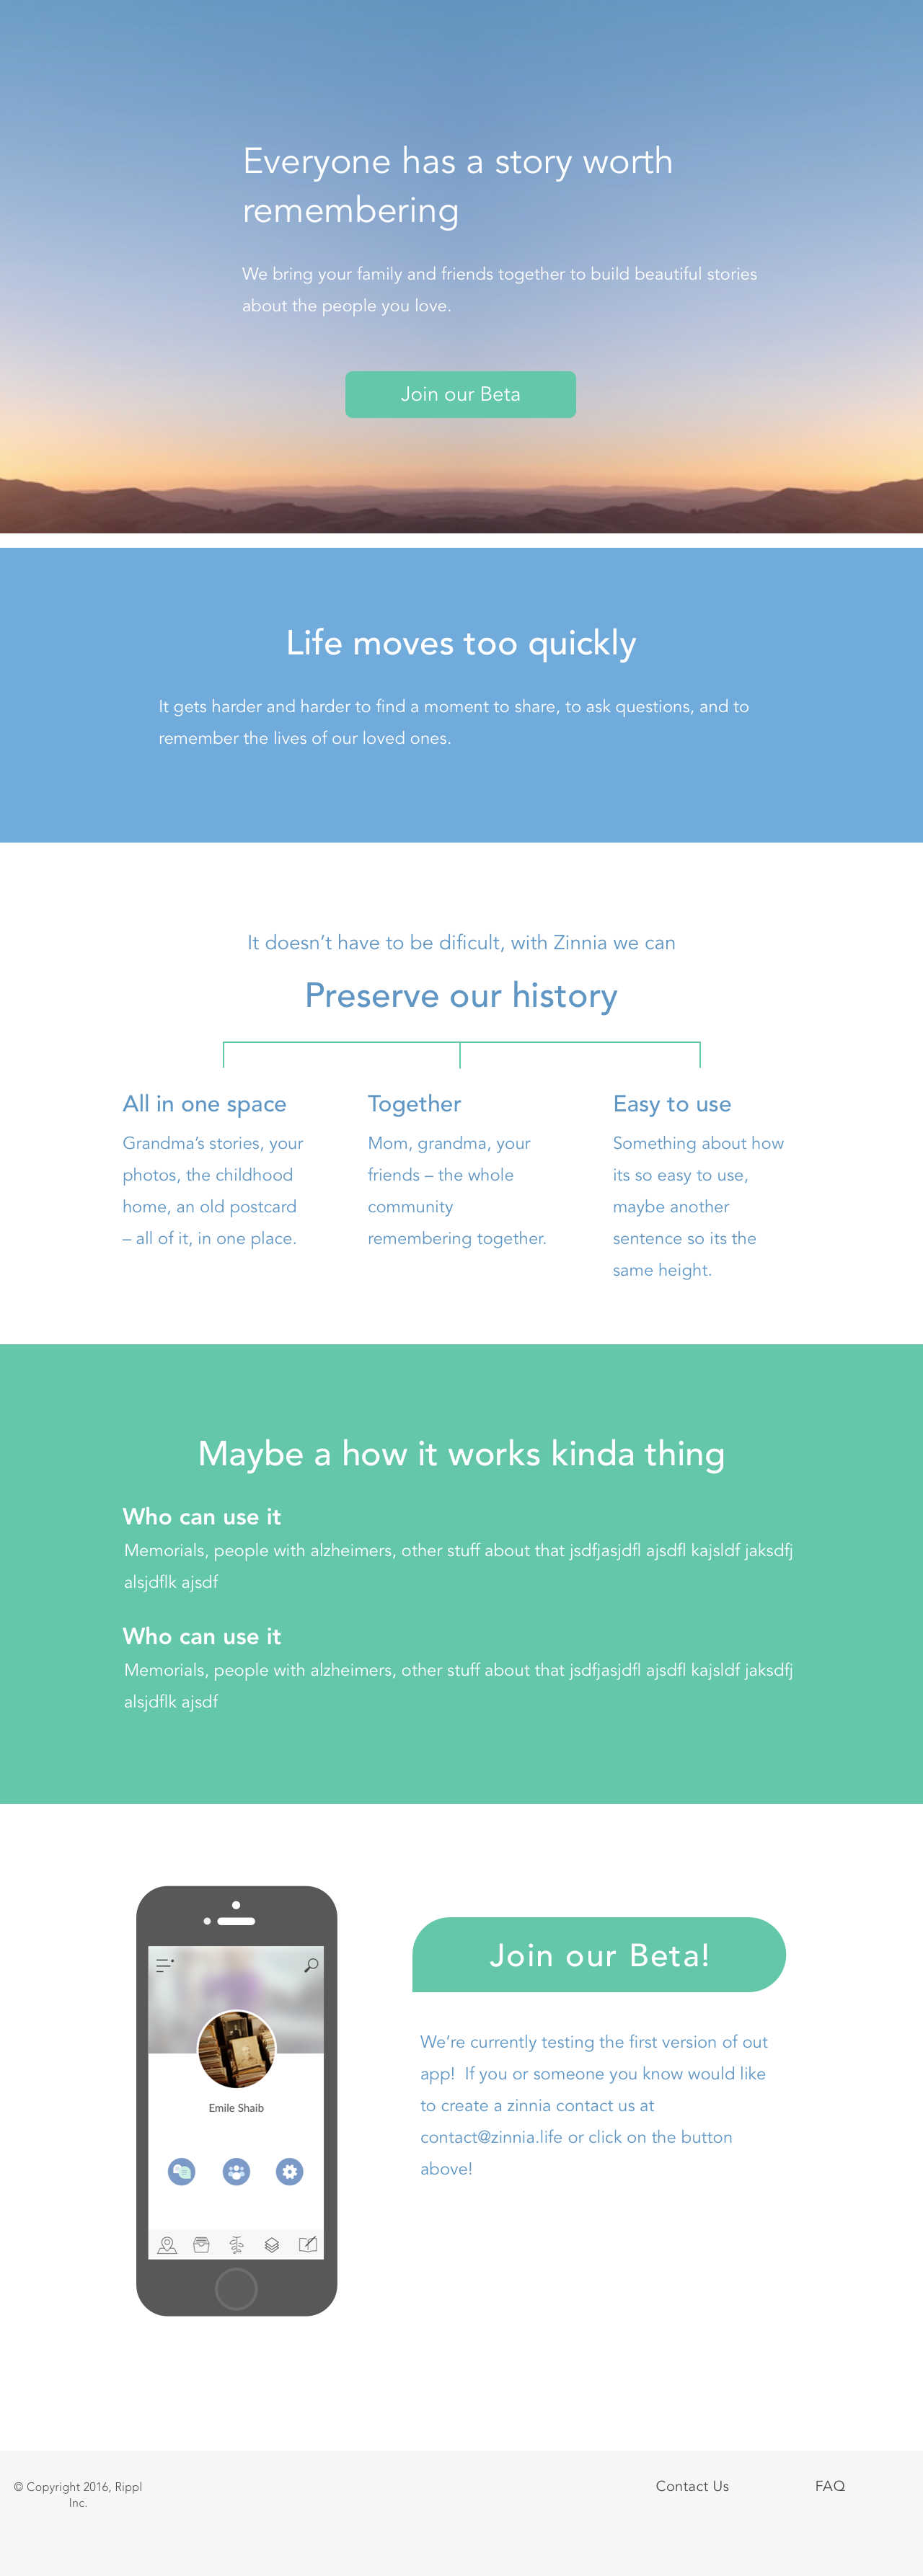 Everyone has a story worth
remembering
We bring your family and friends together to build beautiful stories
about the people you love.
Join our Beta
Life moves too quickly
It gets harder and harder to find a moment to share, to ask questions, and to
remember the lives of our loved ones.
It doesn’t have to be dificult, with Zinnia we can
Preserve our history
All in one space
Grandma’s stories, your
photos, the childhood
home, an old postcard
– all of it, in one place.
Together
Mom, grandma, your
friends – the whole
community
remembering together.
Easy to use
Something about how
its so easy to use,
maybe another
sentence so its the
same height.
Maybe a how it works kinda thing
Who can use it
Memorials, people with alzheimers, other stuff about that jsdfjasjdfl ajsdfl kajsldf jaksdfj
alsjdflk ajsdf
Who can use it
Memorials, people with alzheimers, other stuff about that jsdfjasjdfl ajsdfl kajsldf jaksdfj
alsjdflk ajsdf
Emile Shaib
Join our Beta!
We’re currently testing the first version of out
app!  If you or someone you know would like
to create a zinnia contact us at
contact@zinnia.life or click on the button
above!
© Copyright 2016, Rippl
Inc.
Contact Us
FAQ